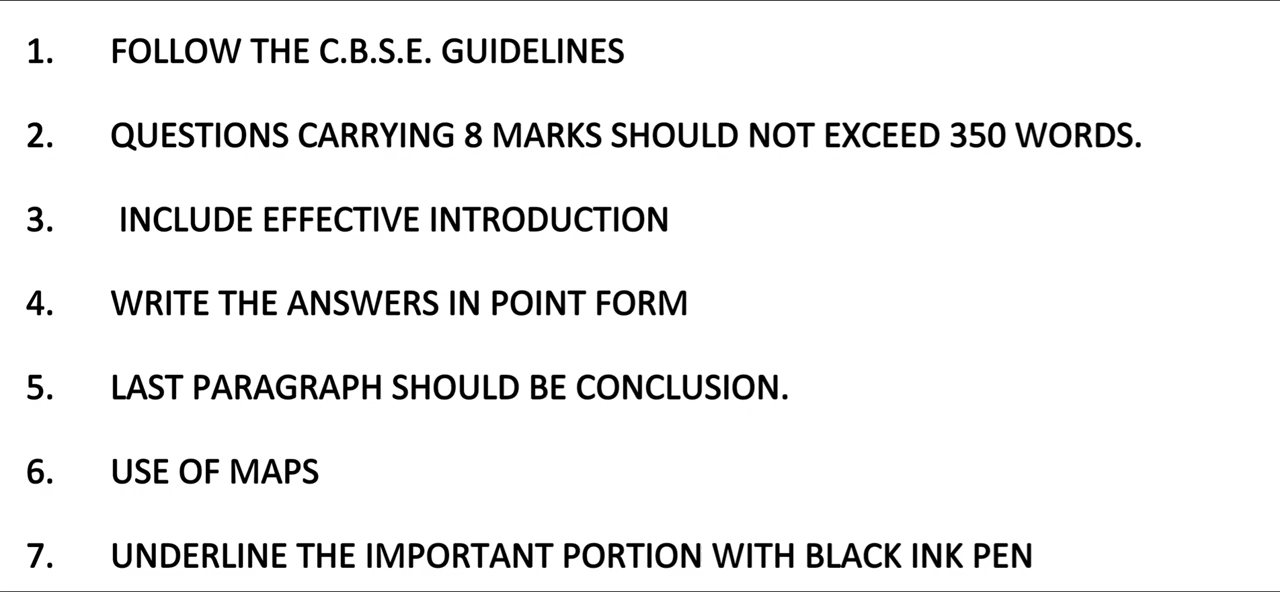 1. FOLLOW THE C.B.S.E. GUIDELINES
2. QUESTIONS CARRYING 8 MARKS SHOULD NOT EXCEED 350 WORDS.
3. INCLUDE EFFECTIVE INTRODUCTION
4. WRITE THE ANSWERS IN POINT FORM
5. LAST PARAGRAPH SHOULD BE CONCLUSION.
6. USE OF MAPS
7. UNDERLINE THE IMPORTANT PORTION WITH BLACK INK PEN